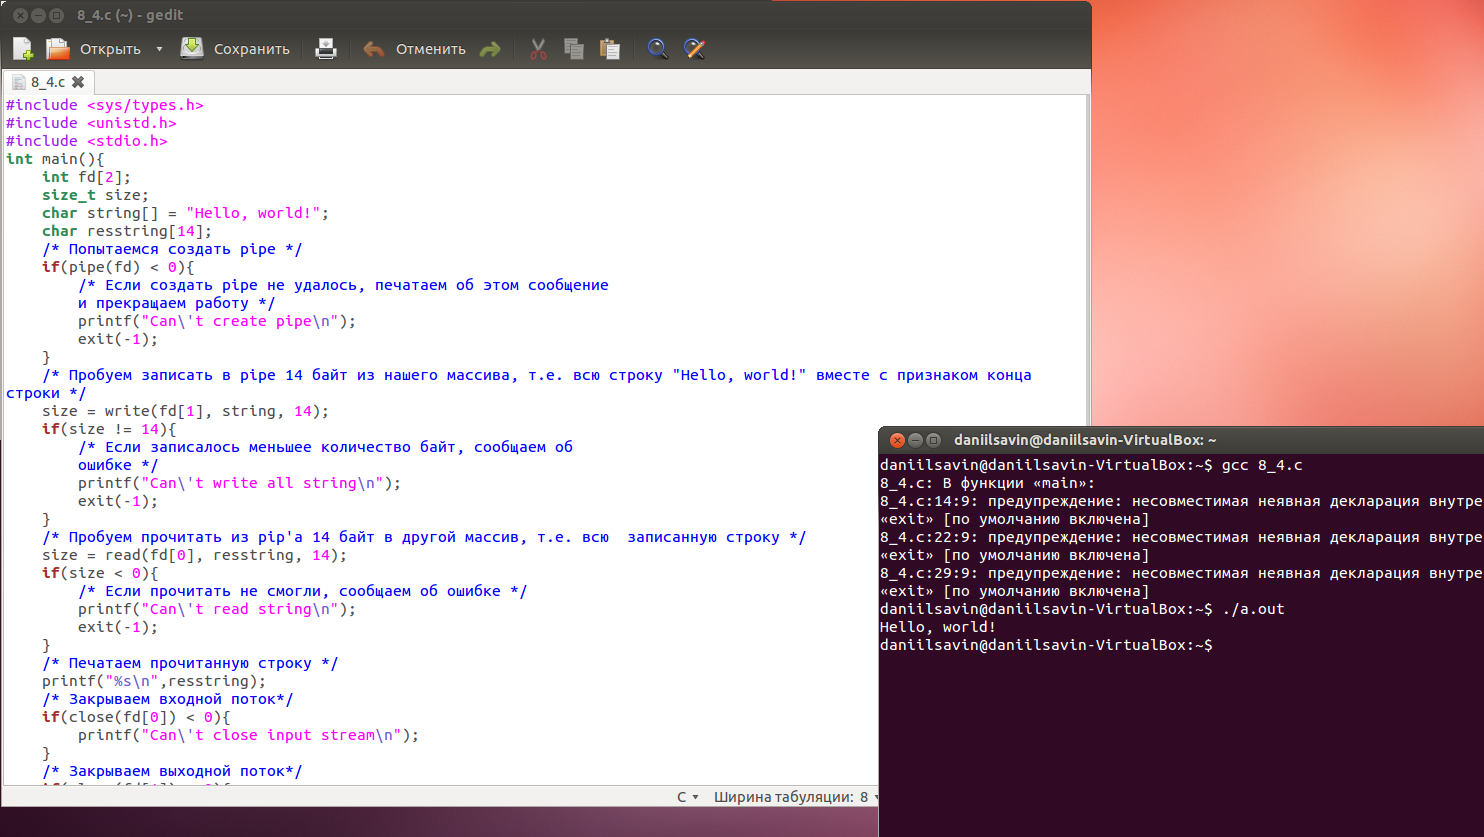 8_4.c (~) - gedit
Открыть Сохранить Отменить
8_4.c
#include <sys/types.h>
#include <unistd.h>
#include <stdio.h>
int main(){
    int fd[2];
    size_t size;
    char string[] = "Hello, world!";
    char resstring[14];
    /* Попытаемся создать pipe */
    if(pipe(fd) < 0){
        /* Если создать pipe не удалось, печатаем об этом сообщение
        и прекращаем работу */
        printf("Can\'t create pipe\n");
        exit(-1);
    }
    /* Пробуем записать в pipe 14 байт из нашего массива, т.е. всю строку "Hello, world!" вместе с признаком конца
строки */
    size = write(fd[1], string, 14);
    if(size != 14){
        /* Если записалось меньшее количество байт, сообщаем об
        ошибке */
        printf("Can\'t write all string\n");
        exit(-1);
    }
    /* Пробуем прочитать из pip'а 14 байт в другой массив, т.е. всю  записанную строку */
    size = read(fd[0], resstring, 14);
    if(size < 0){
        /* Если прочитать не смогли, сообщаем об ошибке */
        printf("Can\'t read string\n");
        exit(-1);
    }
    /* Печатаем прочитанную строку */
    printf("%s\n",resstring);
    /* Закрываем входной поток*/
    if(close(fd[0]) < 0){
        printf("Can\'t close input stream\n");
    }
    /* Закрываем выходной поток*/
C Ширина табуляции: 8
daniilsavin@daniilsavin-VirtualBox: ~
daniilsavin@daniilsavin-VirtualBox:~$ gcc 8_4.c
8_4.c: В функции «main»:
8_4.c:14:9: предупреждение: несовместимая неявная декларация внутре
«exit» [по умолчанию включена]
8_4.c:22:9: предупреждение: несовместимая неявная декларация внутре
«exit» [по умолчанию включена]
8_4.c:29:9: предупреждение: несовместимая неявная декларация внутре
«exit» [по умолчанию включена]
daniilsavin@daniilsavin-VirtualBox:~$ ./a.out
Hello, world!
daniilsavin@daniilsavin-VirtualBox:~$